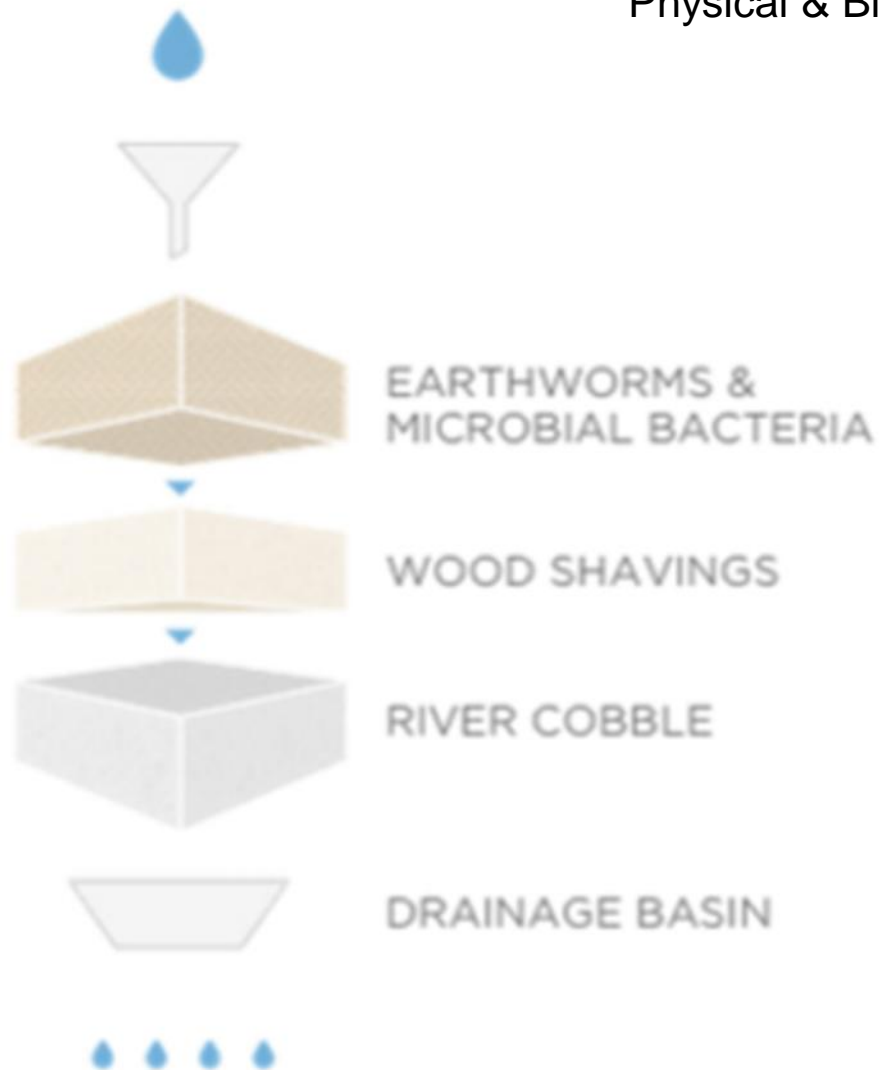 Physical &
EARTHWORMS &
MICROBIAL BACTERIA
WOOD SHAVINGS
RIVER COBBLE
DRAINAGE BASIN